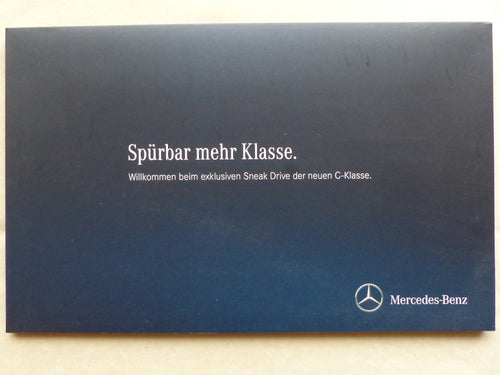 Spürbar mehr Klasse.
Willkommen beim exklusiven Sneak Drive der neuen C-Klasse.
Mercedes-Benz